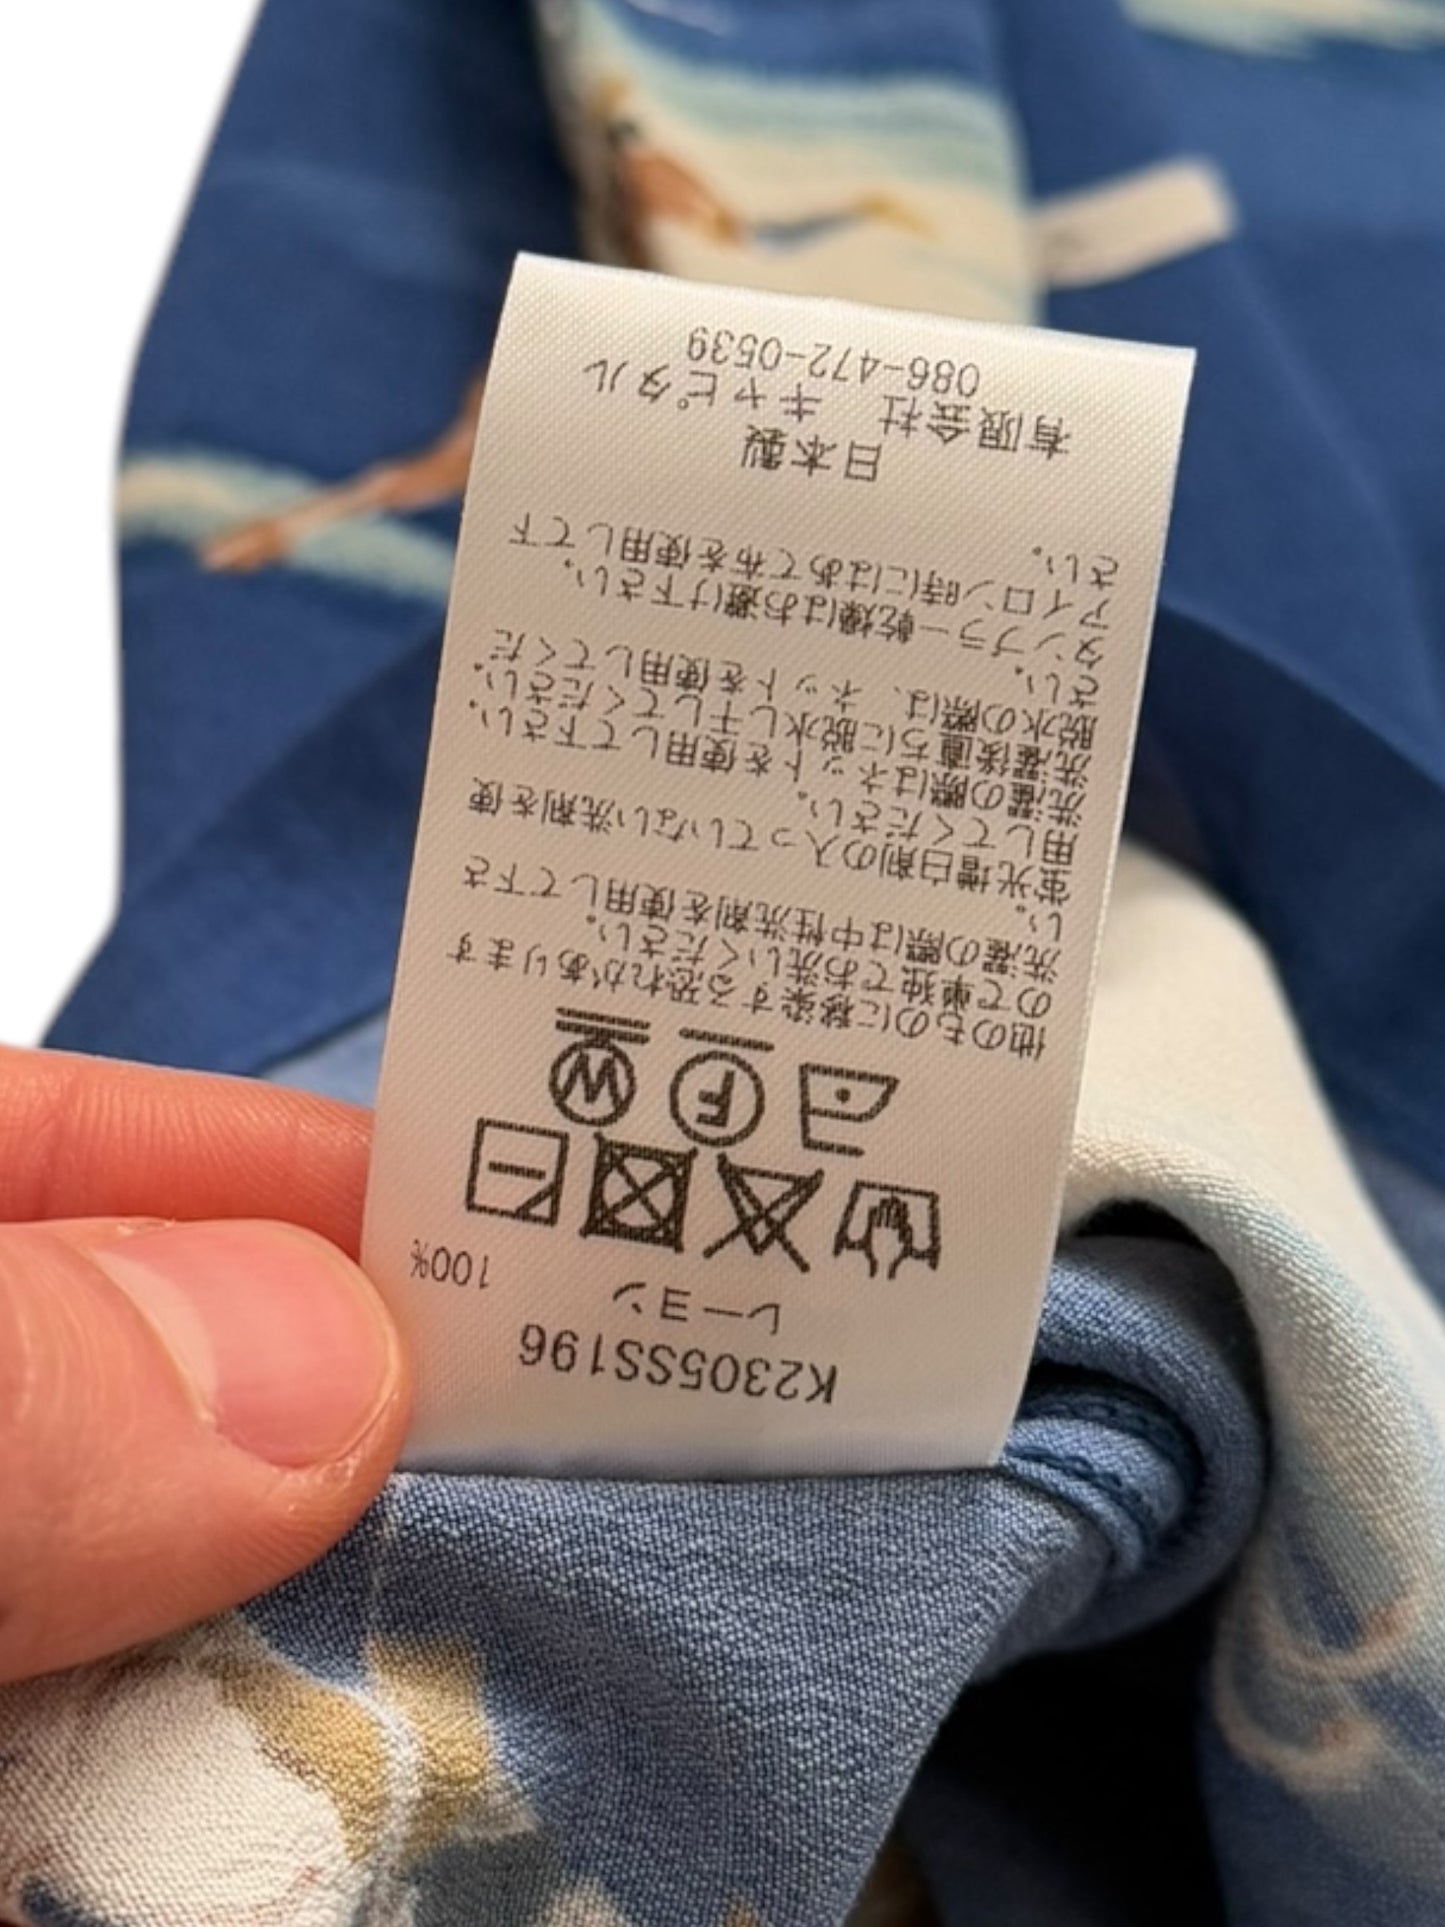 K2305SS196
レーヨン 100%
F W
他のものに移染する恐れがあります
ので単独でお洗いください。
洗濯の際は中性洗剤を使用して下さ
い。
蛍光増白剤の入っていない洗剤を使
用してください。
洗濯の際はネットを使用して下さい。
洗濯後直ちに脱水し干してください。
脱水の際は、ネットを使用してくだ
さい。
タンブラー乾燥はお避け下さい。
アイロン時にはあて布を使用して下
さい。
日本製
有限会社 キャピタル
086-472-0539